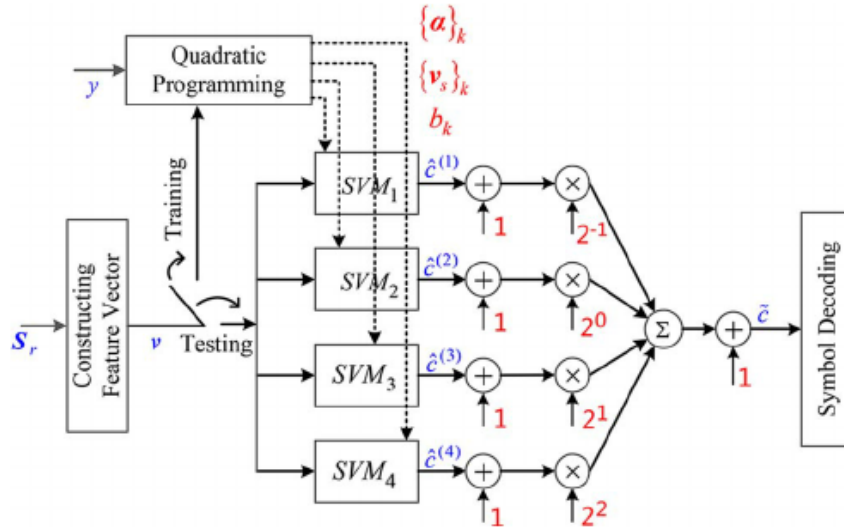 Quadratic
Programming
y
{α}ₖ
{vₛ}ₖ
bₖ
Training
Testing
Constructing
Feature Vector
Sᵣ
v
SVM₁
ĉ⁽¹⁾
+
1
×
2⁻¹
SVM₂
ĉ⁽²⁾
+
1
×
2⁰
SVM₃
ĉ⁽³⁾
+
1
×
2¹
SVM₄
ĉ⁽⁴⁾
+
1
×
2²
Σ
+
1
c̃
Symbol Decoding